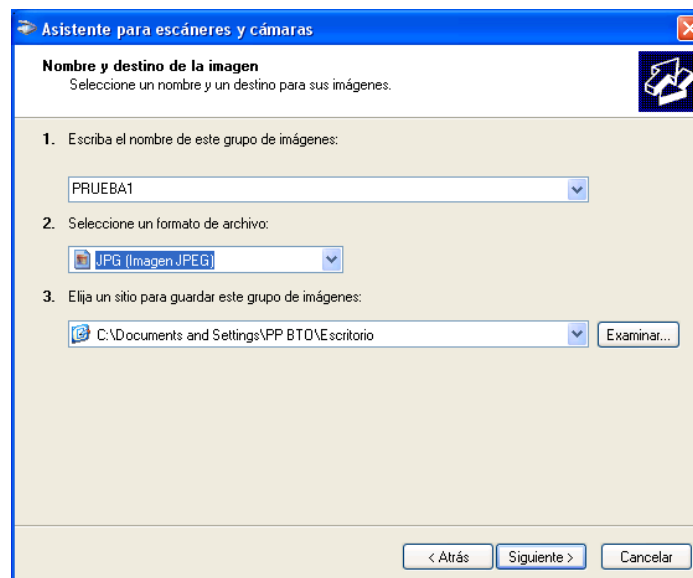 Asistente para escáneres y cámaras
Nombre y destino de la imagen
Seleccione un nombre y un destino para sus imágenes.
1. Escriba el nombre de este grupo de imágenes:
PRUEBA1
2. Seleccione un formato de archivo:
JPG (Imagen JPEG)
3. Elija un sitio para guardar este grupo de imágenes:
C:\Documents and Settings\PP BTO\Escritorio
Examinar...
< Atrás
Siguiente >
Cancelar